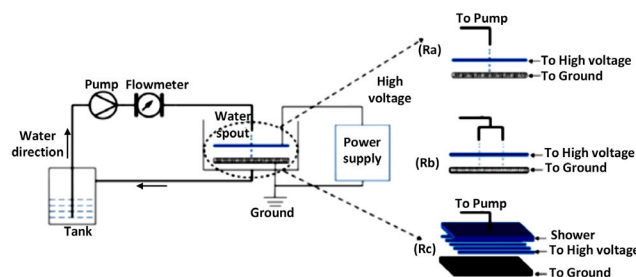 Pump
Flowmeter
Water
direction
Tank
Water
spout
High
voltage
Power
supply
Ground
To Pump
(Ra)
To High voltage
To Ground
(Rb)
To High voltage
To Ground
To Pump
(Rc)
Shower
To High voltage
To Ground